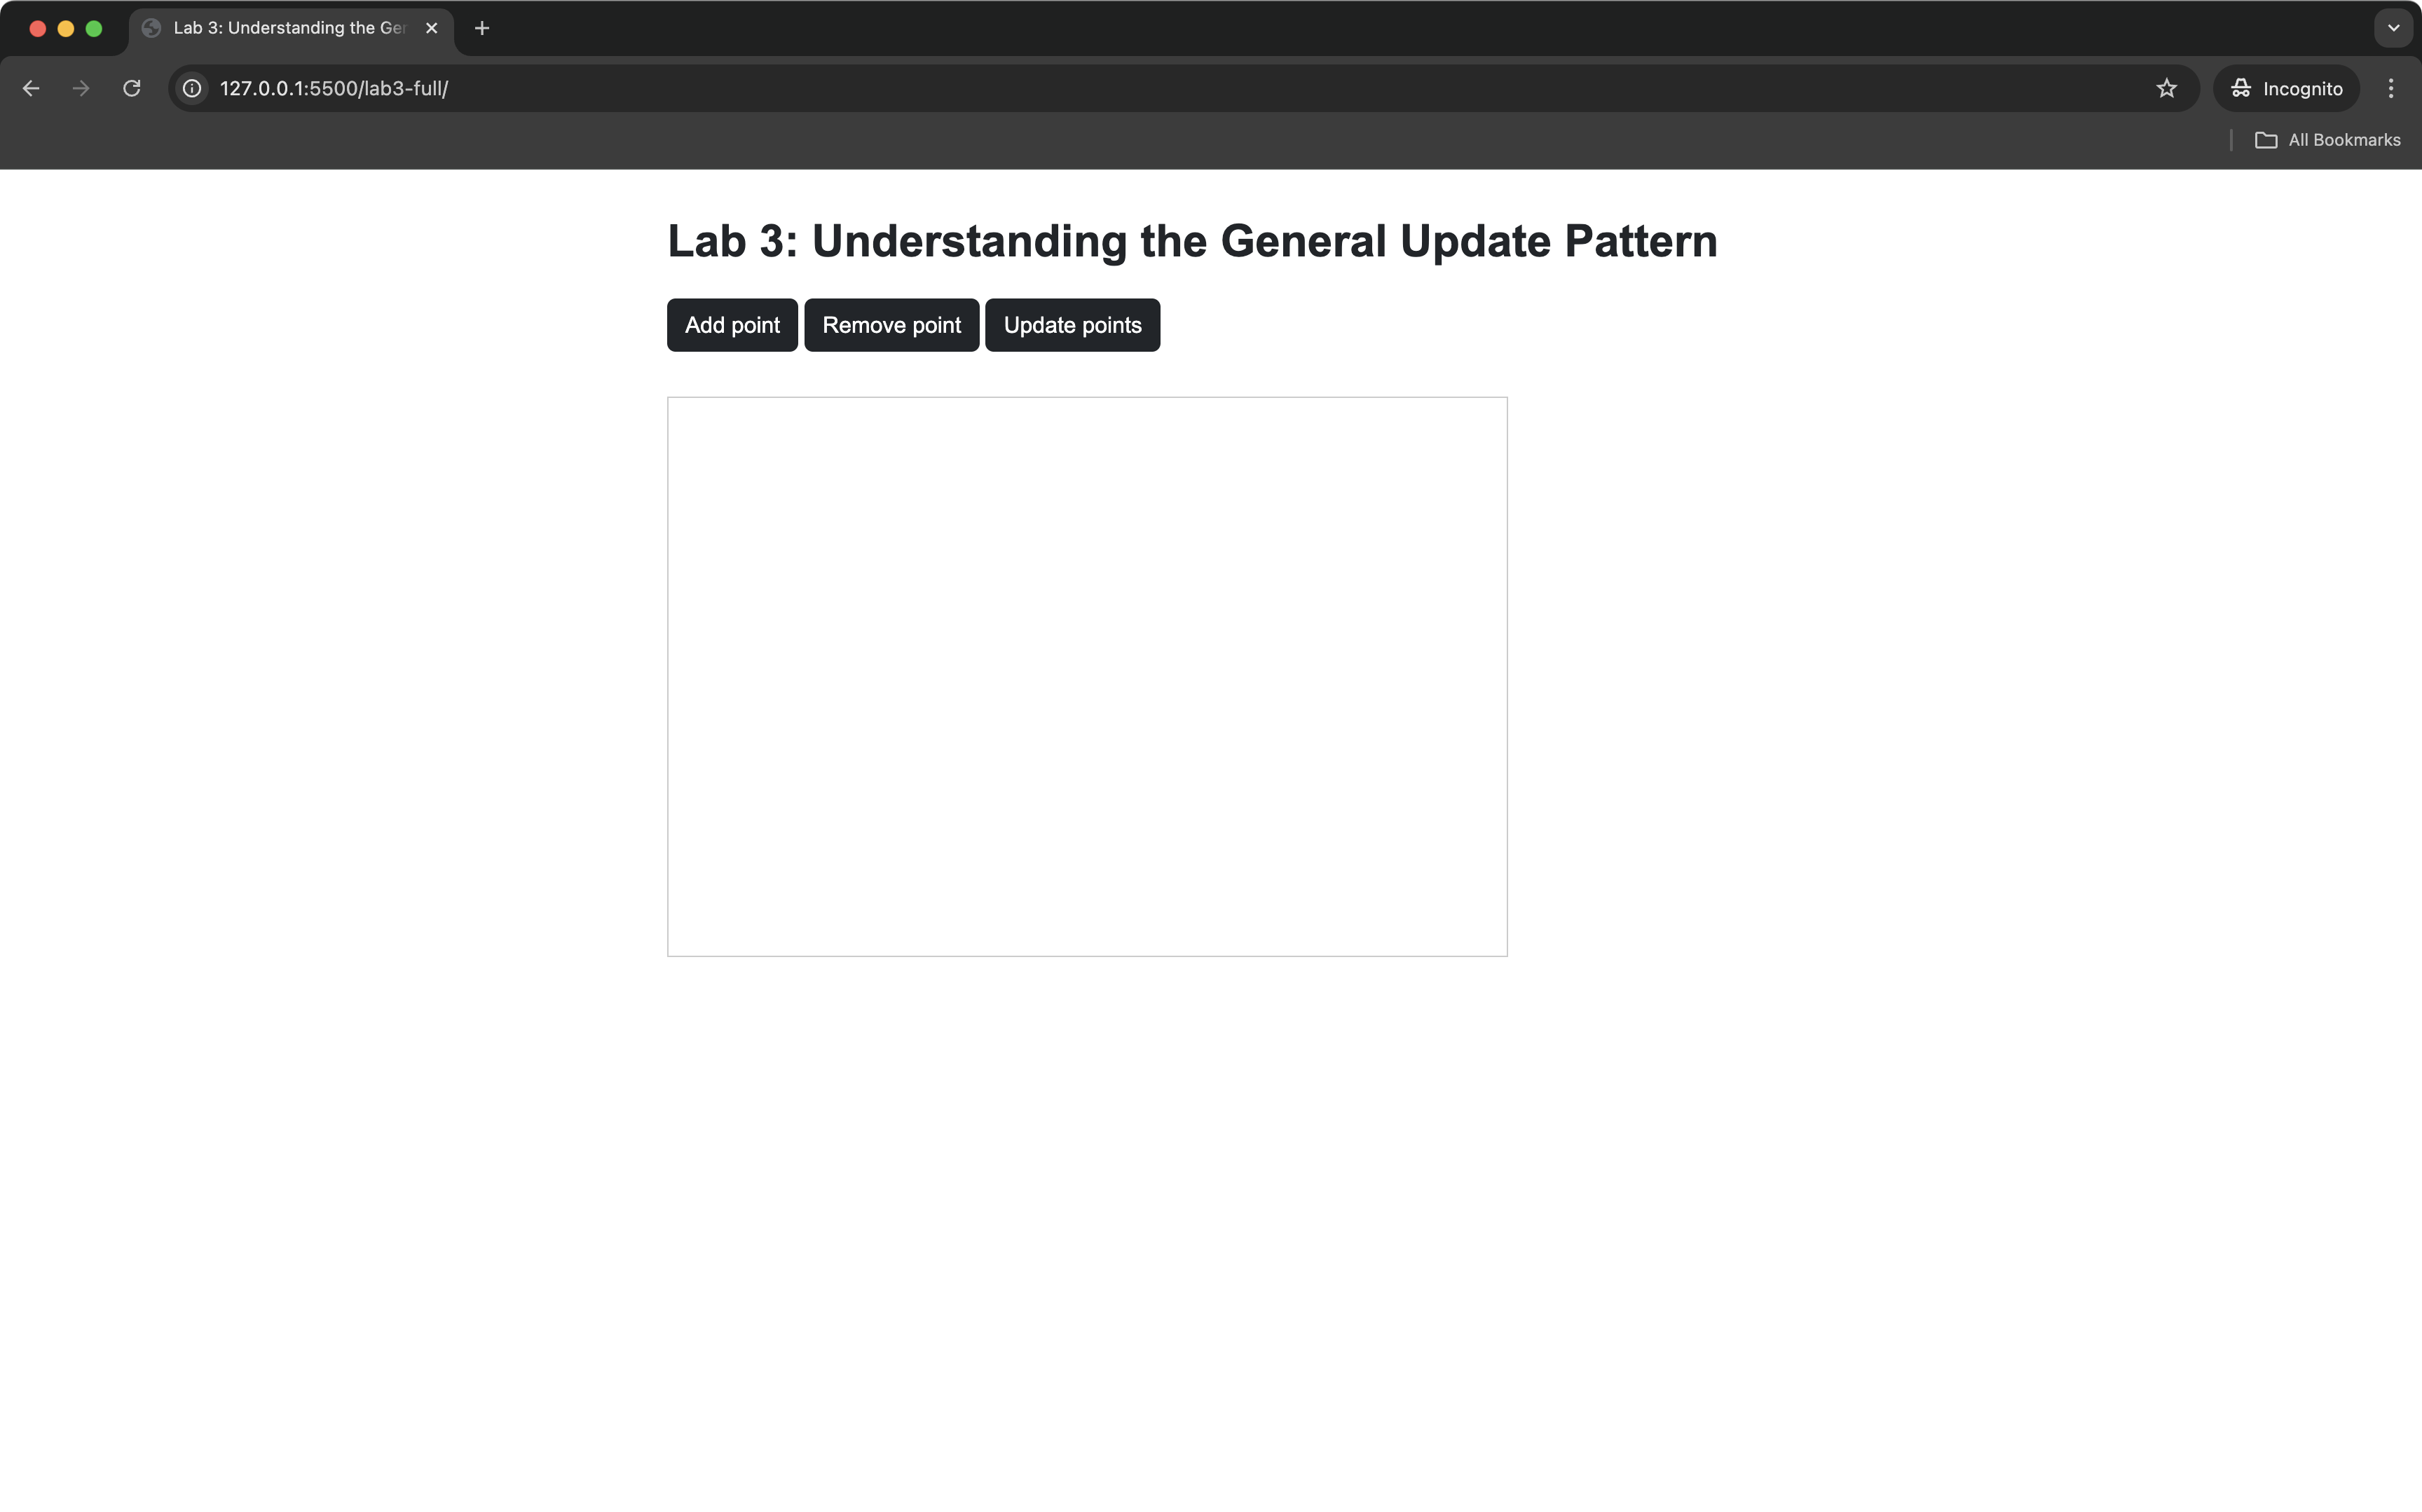 Lab 3: Understanding the Ger
127.0.0.1:5500/lab3-full/
Incognito
All Bookmarks
Lab 3: Understanding the General Update Pattern
Add point Remove point Update points